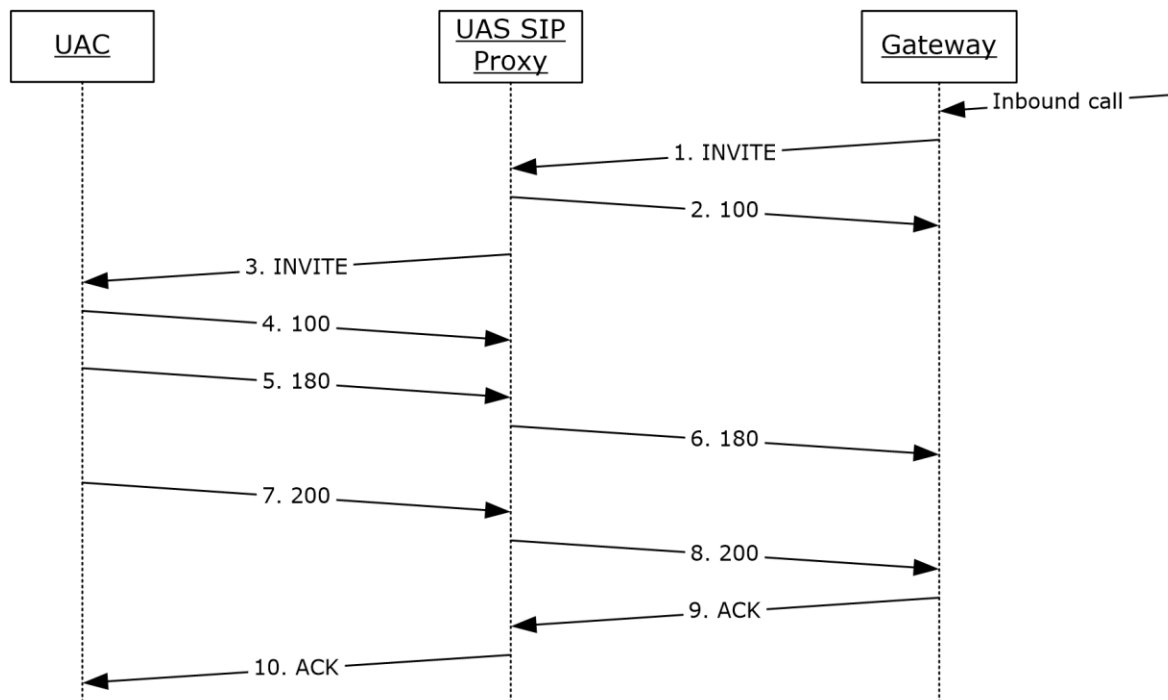 UAC
UAS SIP
Proxy
Gateway
Inbound call
1. INVITE
2. 100
3. INVITE
4. 100
5. 180
6. 180
7. 200
8. 200
9. ACK
10. ACK